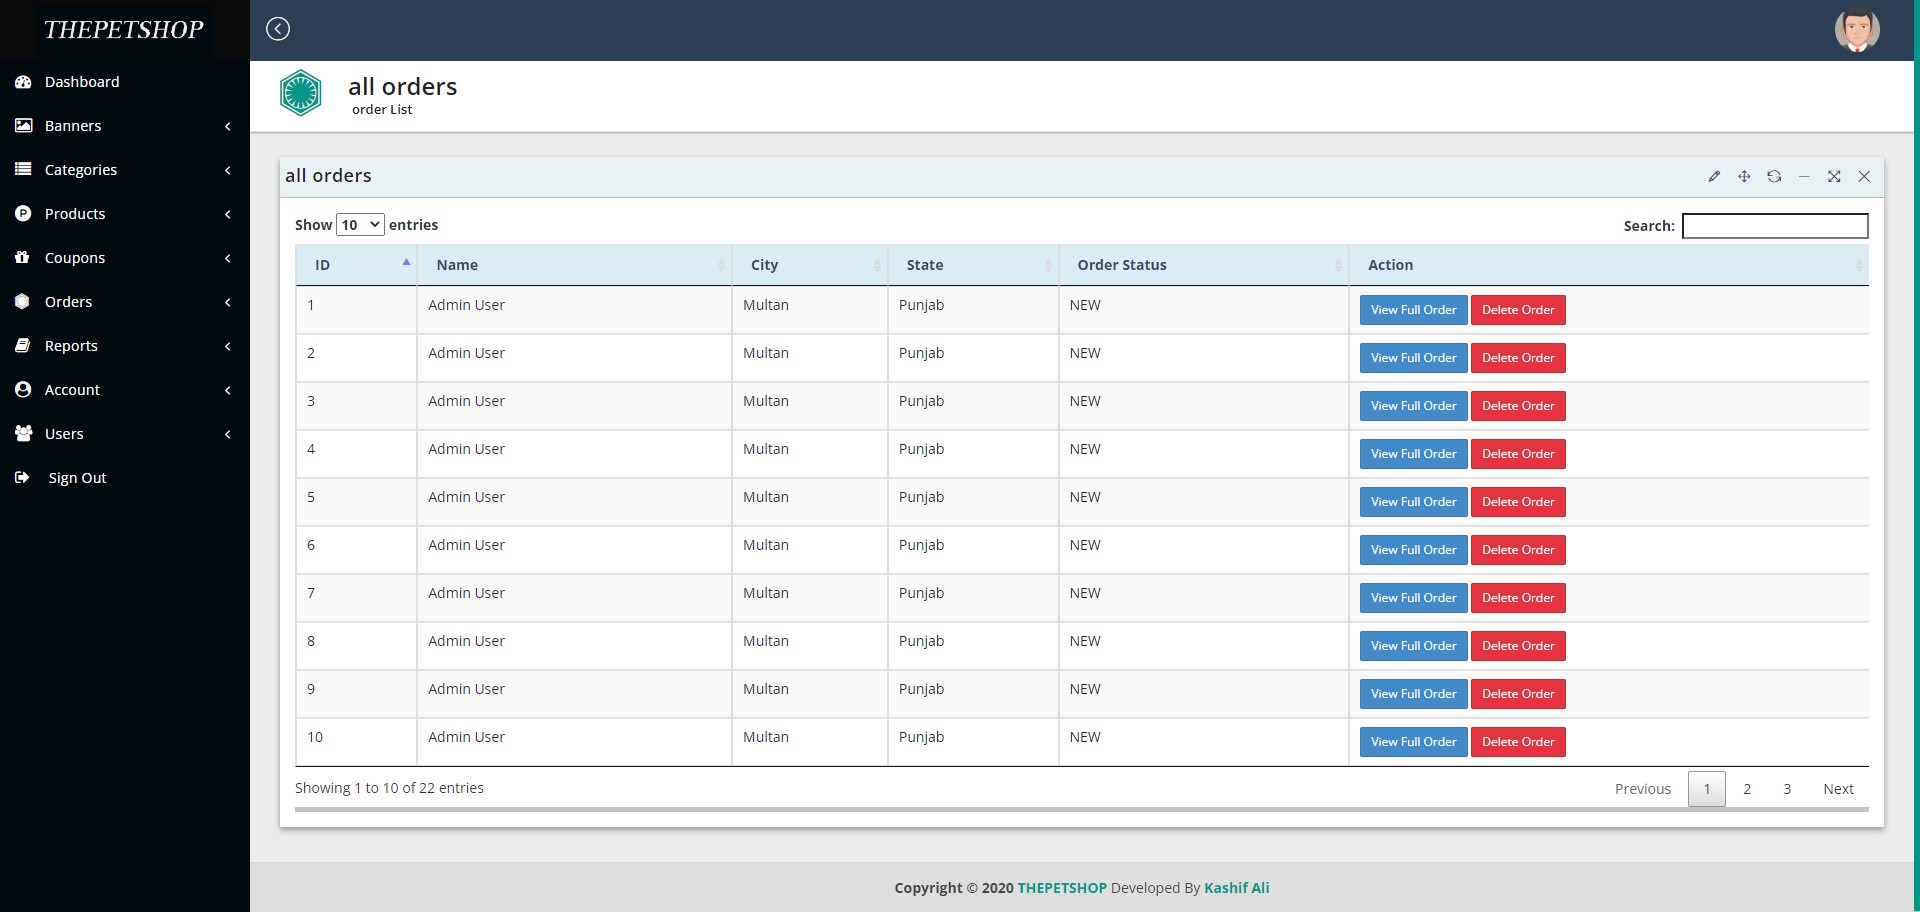 THEPETSHOP
Dashboard
Banners
Categories
Products
Coupons
Orders
Reports
Account
Users
Sign Out
all orders
order List
all orders
Show 10 entries
Search:
ID Name City State Order Status Action
1 Admin User Multan Punjab NEW View Full Order Delete Order
2 Admin User Multan Punjab NEW View Full Order Delete Order
3 Admin User Multan Punjab NEW View Full Order Delete Order
4 Admin User Multan Punjab NEW View Full Order Delete Order
5 Admin User Multan Punjab NEW View Full Order Delete Order
6 Admin User Multan Punjab NEW View Full Order Delete Order
7 Admin User Multan Punjab NEW View Full Order Delete Order
8 Admin User Multan Punjab NEW View Full Order Delete Order
9 Admin User Multan Punjab NEW View Full Order Delete Order
10 Admin User Multan Punjab NEW View Full Order Delete Order
Showing 1 to 10 of 22 entries
Previous 1 2 3 Next
Copyright © 2020 THEPETSHOP Developed By Kashif Ali